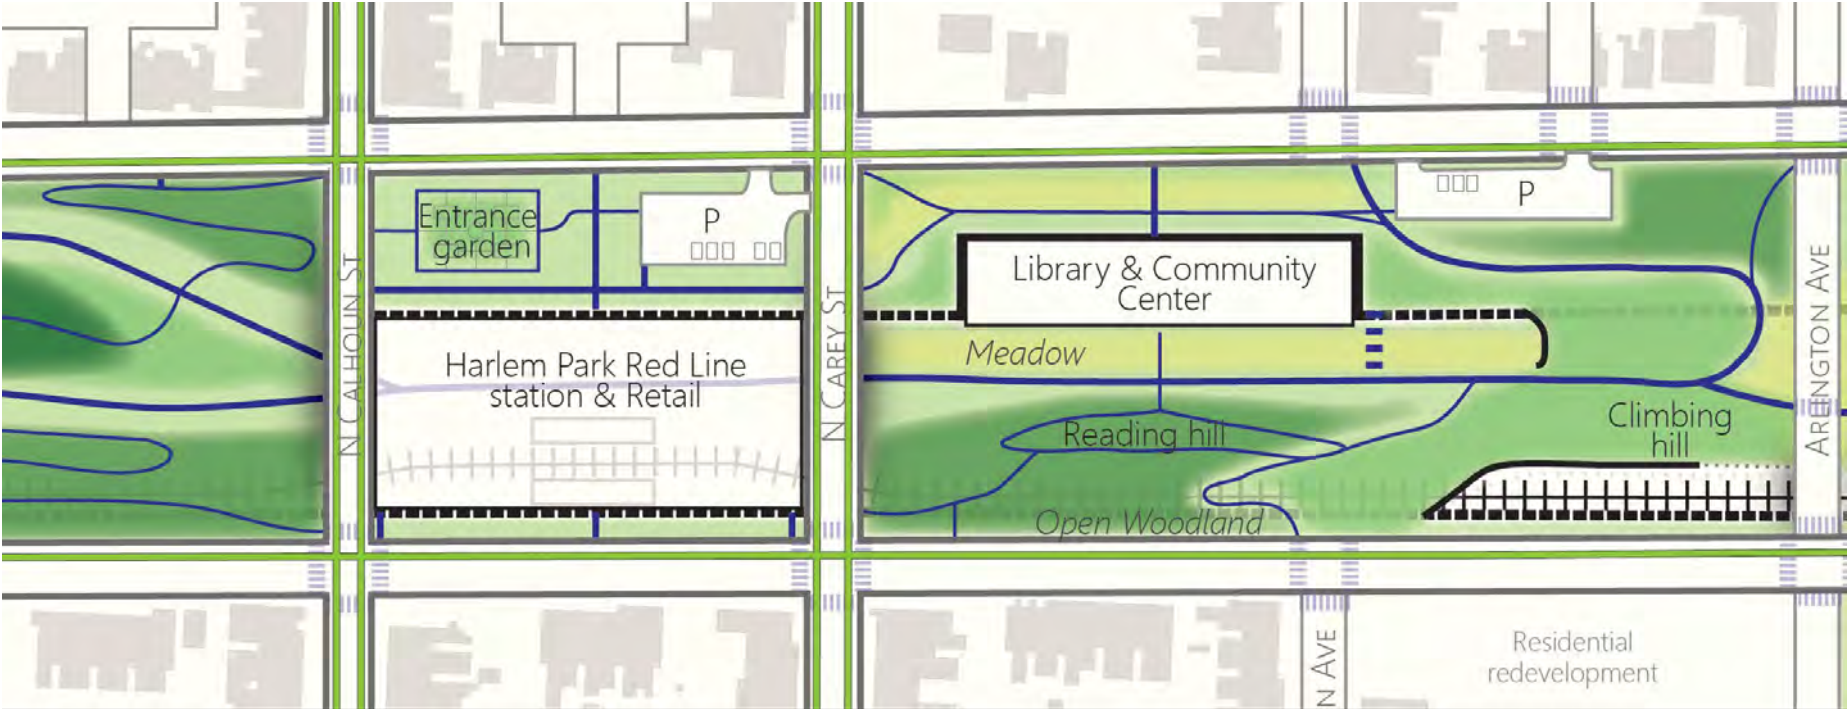 Entrance
garden
P
P
Library & Community
Center
N CALHOUN ST
N CAREY ST
ARLINGTON AVE
Harlem Park Red Line
station & Retail
Meadow
Climbing
hill
Reading hill
Open Woodland
N AVE
Residential
redevelopment